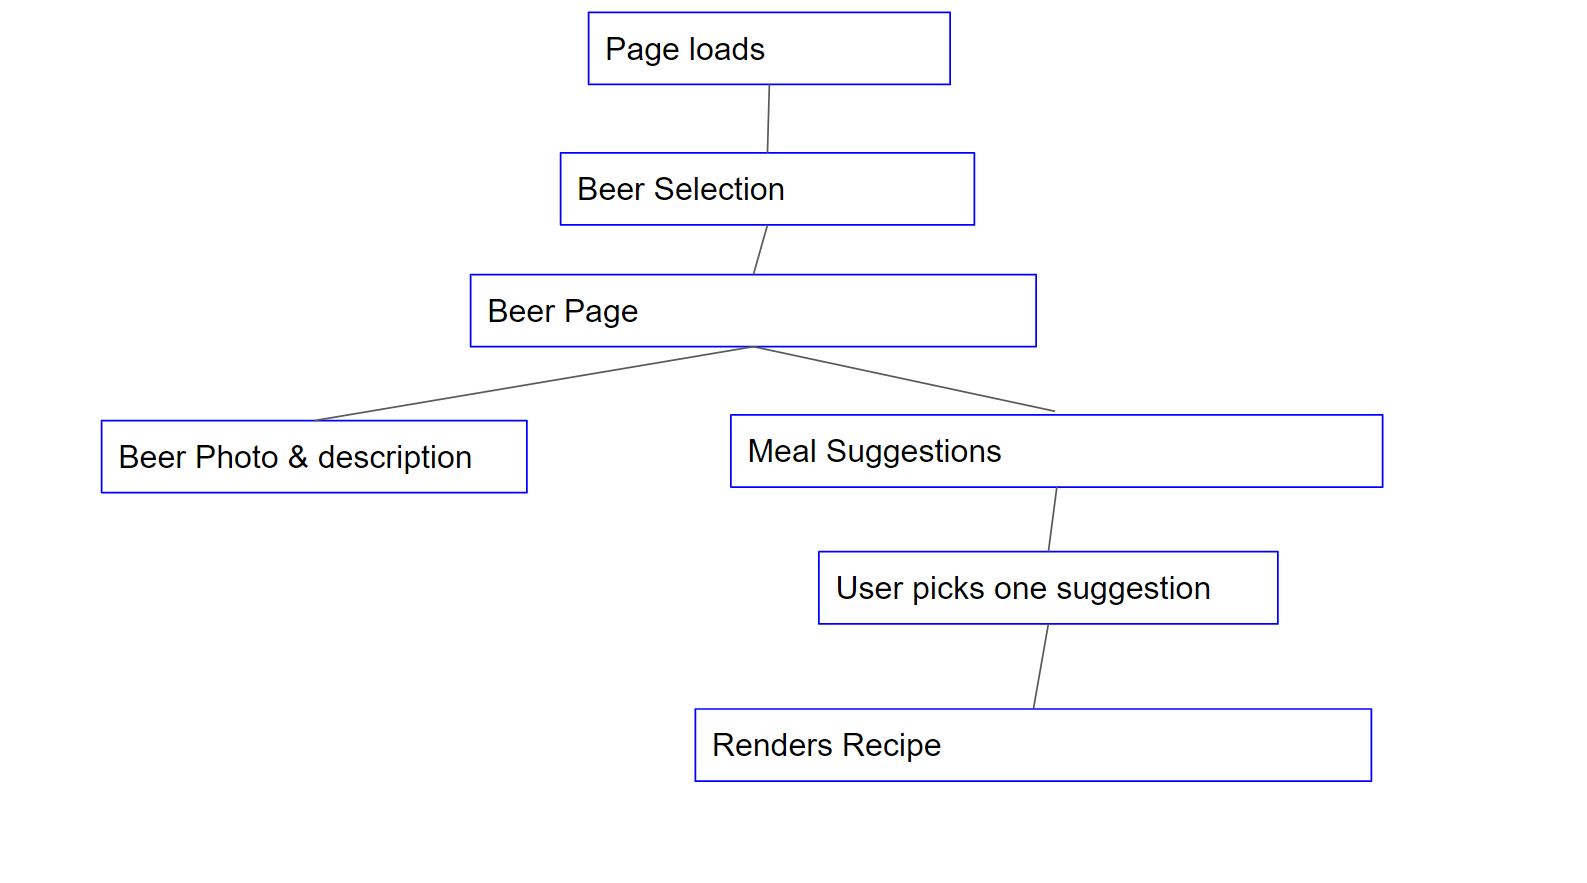 Page loads
Beer Selection
Beer Page
Beer Photo & description
Meal Suggestions
User picks one suggestion
Renders Recipe